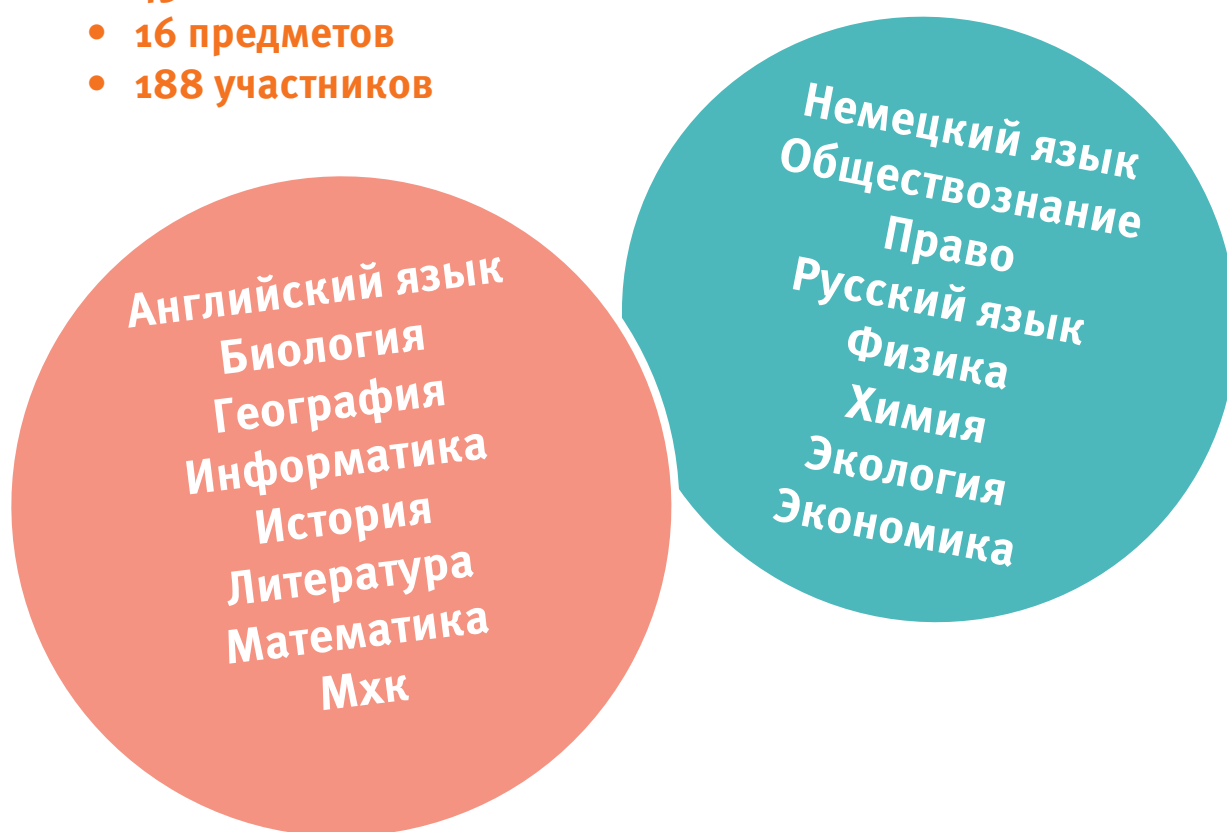 16 предметов
188 участников
Английский язык
Биология
География
Информатика
История
Литература
Математика
Мхк
Немецкий язык
Обществознание
Право
Русский язык
Физика
Химия
Экология
Экономика